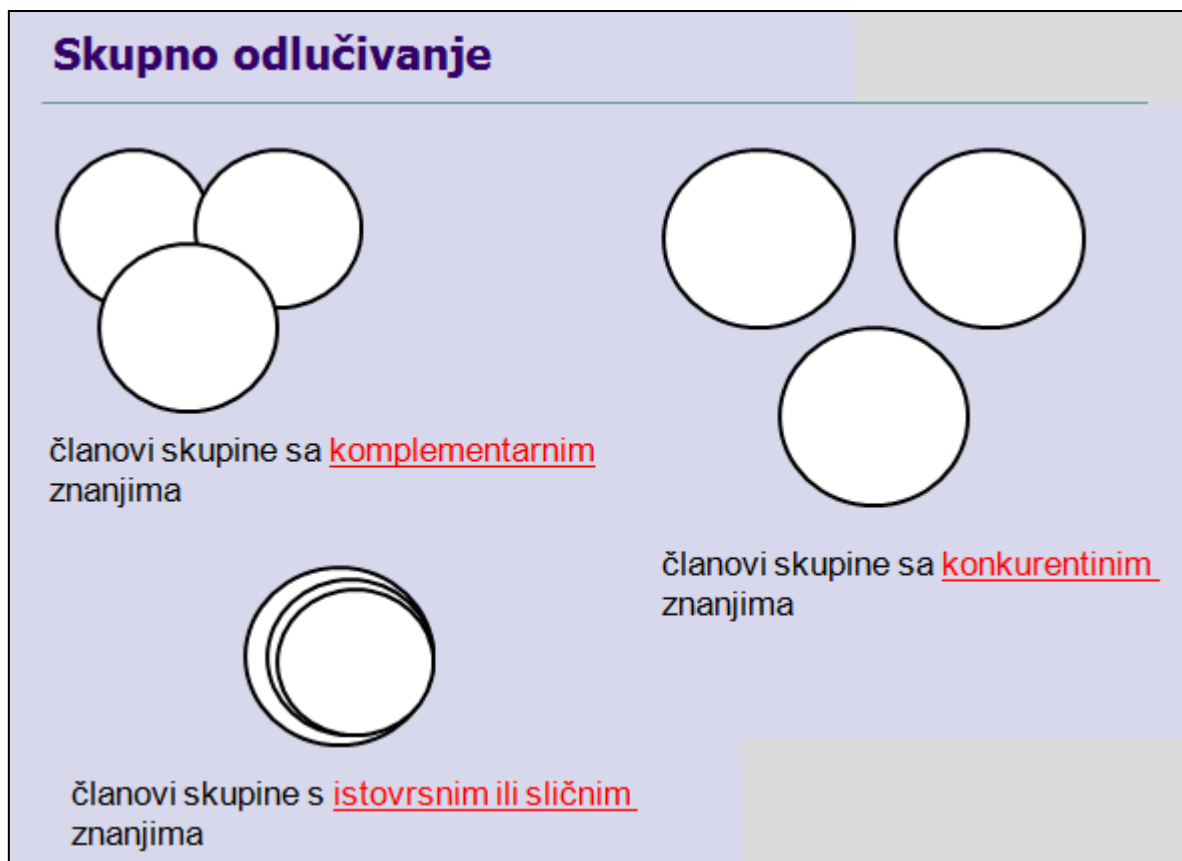 Skupno odlučivanje
članovi skupine sa komplementarnim
znanjima
članovi skupine sa konkurentinim
znanjima
članovi skupine s istovrsnim ili sličnim
znanjima